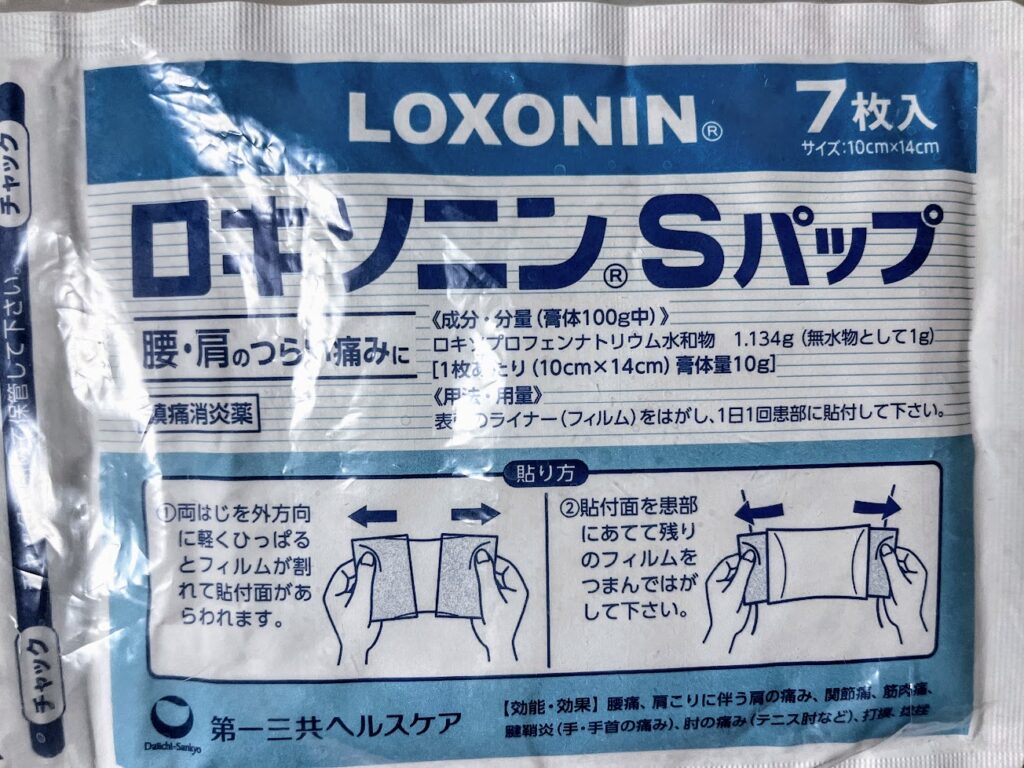 LOXONIN®
7枚入
サイズ:10cm×14cm
ロキソニン®Sパップ
腰・肩のつらい痛みに
鎮痛消炎薬
《成分・分量(膏体100g中)》
ロキソプロフェンナトリウム水和物 1.134g (無水物として1g)
[1枚あたり(10cm×14cm)膏体量10g]
《用法・用量》
表面のライナー(フィルム)をはがし、1日1回患部に貼付して下さい。
貼り方
①両はじを外方向
に軽くひっぱる
とフィルムが割
れて貼付面があ
らわれます。
②貼付面を患部
にあてて残り
のフィルムを
つまんではが
して下さい。
Daiichi-Sankyo
第一三共ヘルスケア
【効能・効果】腰痛、肩こりに伴う肩の痛み、関節痛、筋肉痛、
腱鞘炎(手・手首の痛み)、肘の痛み(テニス肘など)、打撲、捻挫
チャック
保管して下さい。
チャック